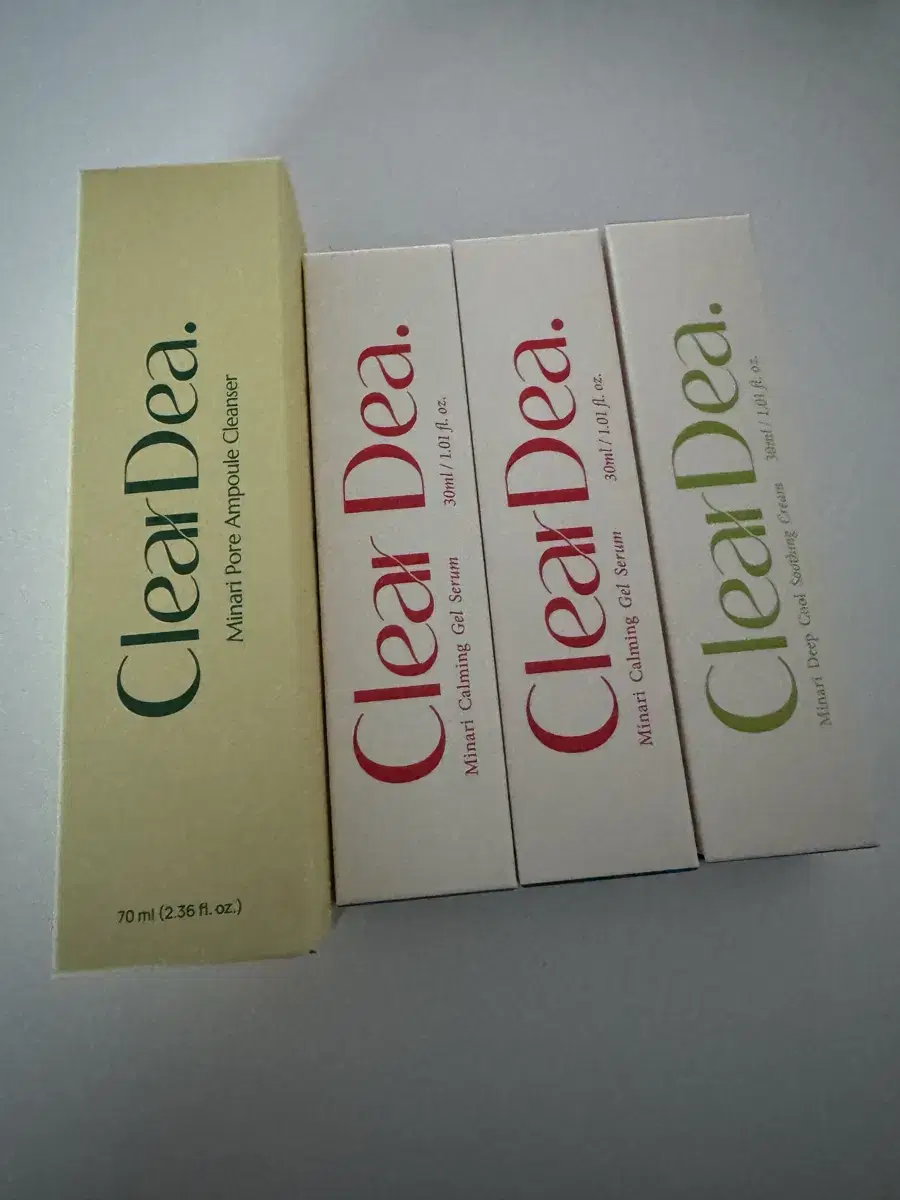 ClearDea.
Minari Pore Ampoule Cleanser
70 ml (2.36 fl. oz.)
ClearDea.
Minari Calming Gel Serum 30ml / 1.01 fl. oz.
ClearDea.
Minari Calming Gel Serum 30ml / 1.01 fl. oz.
ClearDea.
Minari Deep Cool Soothing Cream 30ml / 1.01 fl. oz.